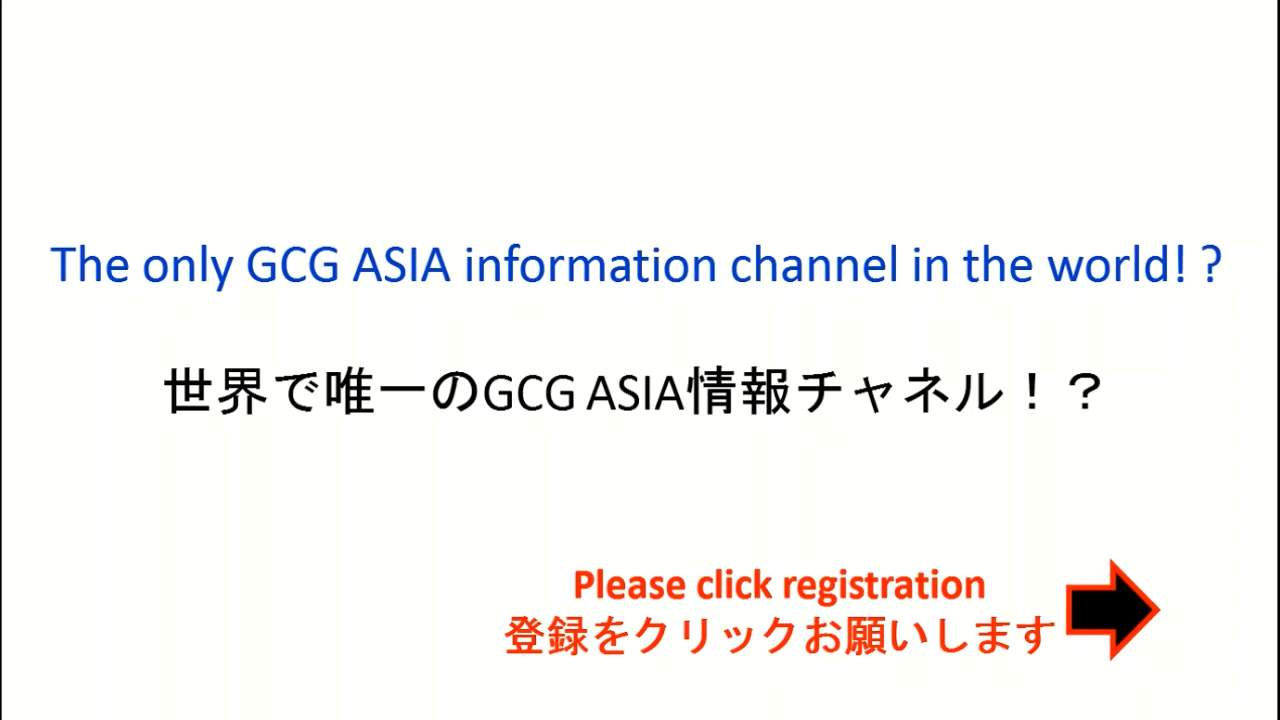 The only GCG ASIA information channel in the world! ?
世界で唯一のGCG ASIA情報チャネル！？
Please click registration
登録をクリックお願いします